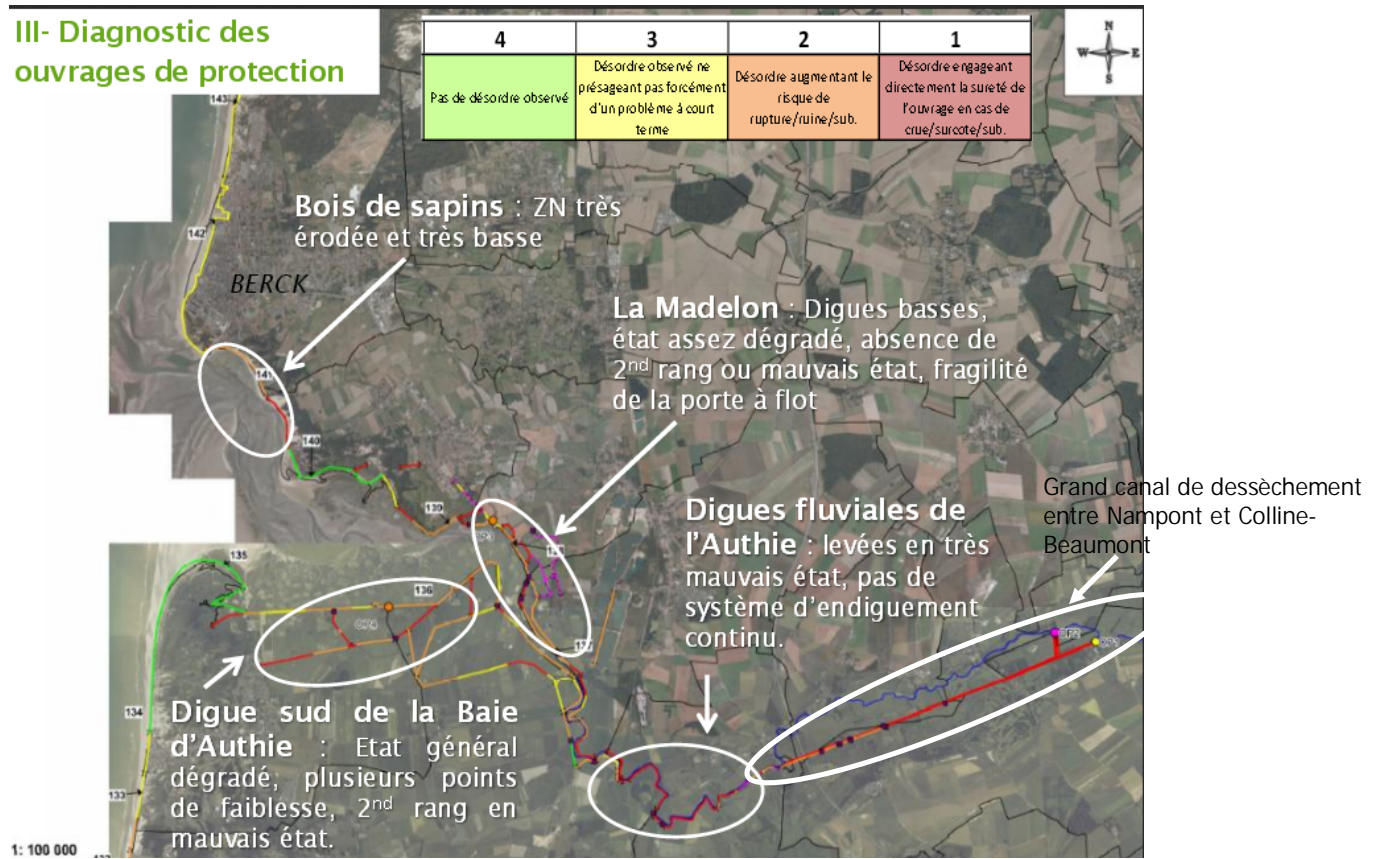 III- Diagnostic des
ouvrages de protection
4
3
2
1
Pas de désordre observé
Désordre observé ne
présageant pas forcément
d'un problème à court
terme
Désordre augmentant le
risque de
rupture/ruine/sub.
Désordre engageant
directement la sureté de
l'ouvrage en cas de
crue/surcote/sub.
N
W
E
S
143
Bois de sapins : ZN très
érodée et très basse
142
BERCK
La Madelon : Digues basses,
état assez dégradé, absence de
2nd rang ou mauvais état, fragilité
de la porte à flot
141
140
139
Grand canal de dessèchement
entre Nampont et Colline-
Beaumont
Digues fluviales de
l'Authie : levées en très
mauvais état, pas de
système d'endiguement
continu.
OP3
135
136
OP4
137
OP2
134
Digue sud de la Baie
d'Authie : Etat général
dégradé, plusieurs points
de faiblesse, 2nd rang en
mauvais état.
133
1: 100 000